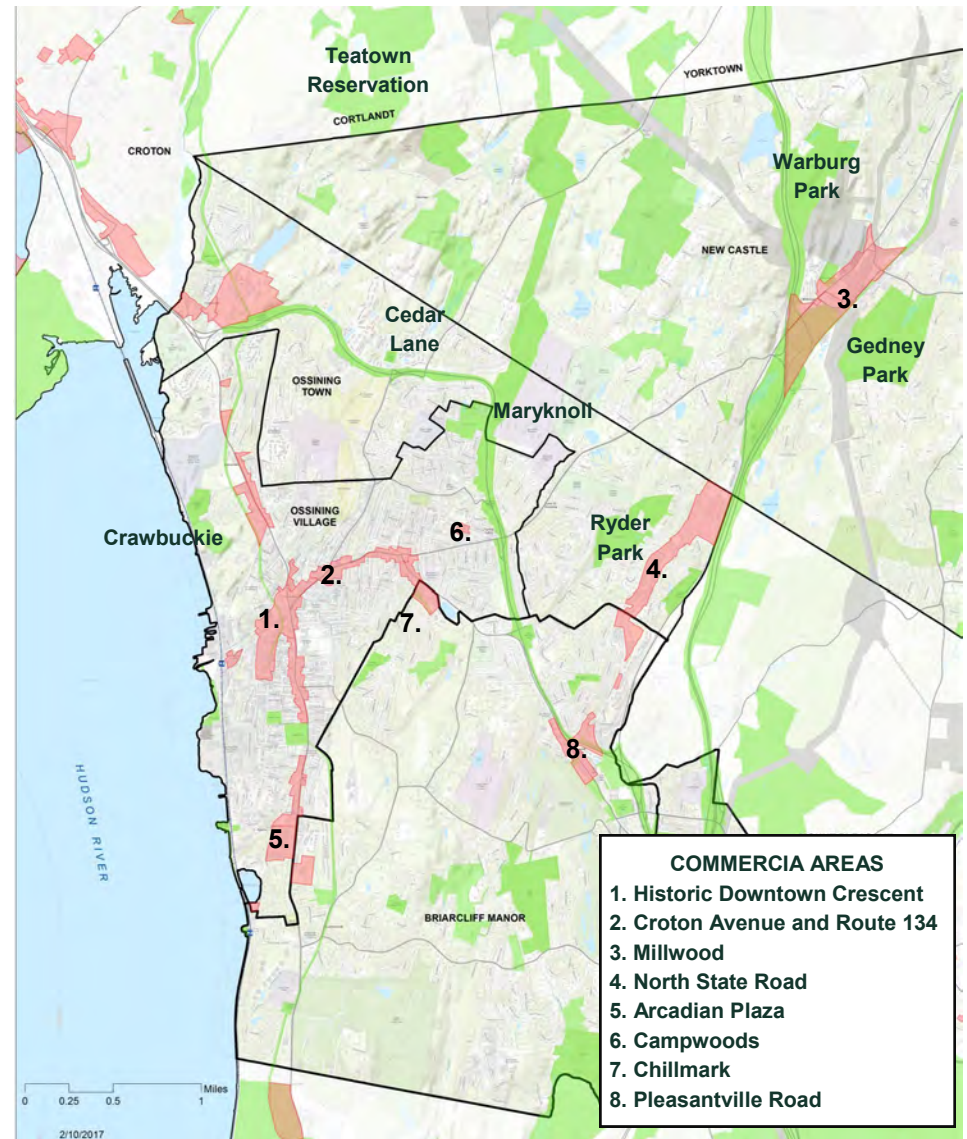 Teatown
Reservation
YORKTOWN
CORTLANDT
CROTON
Warburg
Park
NEW CASTLE
3.
Cedar
Lane
Gedney
Park
OSSINING
TOWN
Maryknoll
OSSINING
VILLAGE
6.
Ryder
Park
Crawbuckie
2.
4.
1.
7.
8.
HUDSON RIVER
5.
BRIARCLIFF MANOR
COMMERCIA AREAS
1. Historic Downtown Crescent
2. Croton Avenue and Route 134
3. Millwood
4. North State Road
5. Arcadian Plaza
6. Campwoods
7. Chillmark
8. Pleasantville Road
Miles
0 0.25 0.5 1
2/10/2017